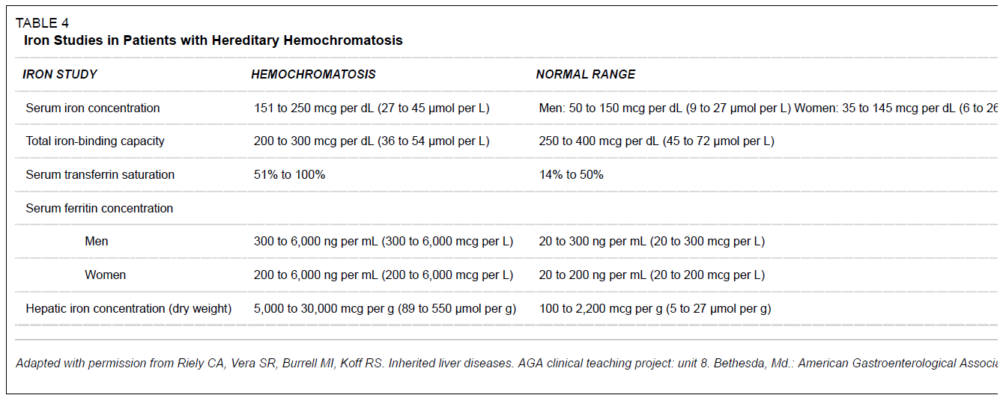 TABLE 4
Iron Studies in Patients with Hereditary Hemochromatosis
IRON STUDY HEMOCHROMATOSIS NORMAL RANGE
Serum iron concentration 151 to 250 mcg per dL (27 to 45 µmol per L) Men: 50 to 150 mcg per dL (9 to 27 µmol per L) Women: 35 to 145 mcg per dL (6 to 26
Total iron-binding capacity 200 to 300 mcg per dL (36 to 54 µmol per L) 250 to 400 mcg per dL (45 to 72 µmol per L)
Serum transferrin saturation 51% to 100% 14% to 50%
Serum ferritin concentration
Men 300 to 6,000 ng per mL (300 to 6,000 mcg per L) 20 to 300 ng per mL (20 to 300 mcg per L)
Women 200 to 6,000 ng per mL (200 to 6,000 mcg per L) 20 to 200 ng per mL (20 to 200 mcg per L)
Hepatic iron concentration (dry weight) 5,000 to 30,000 mcg per g (89 to 550 µmol per g) 100 to 2,200 mcg per g (5 to 27 µmol per g)
Adapted with permission from Riely CA, Vera SR, Burrell MI, Koff RS. Inherited liver diseases. AGA clinical teaching project: unit 8. Bethesda, Md.: American Gastroenterological Associa